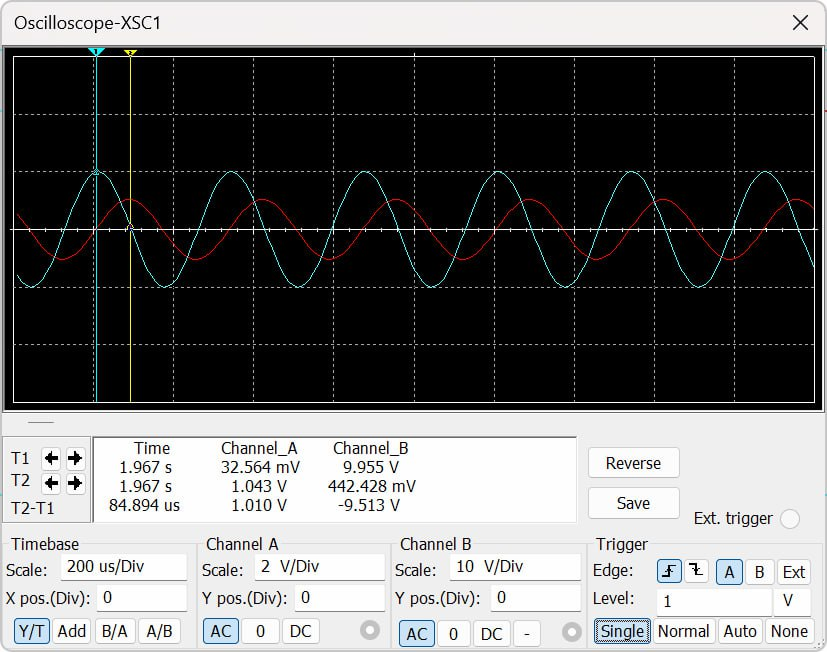 Oscilloscope-XSC1
1 2
Time Channel_A Channel_B
T1 1.967 s 32.564 mV 9.955 V
T2 1.967 s 1.043 V 442.428 mV
T2-T1 84.894 us 1.010 V -9.513 V
Reverse
Save
Ext. trigger
Timebase
Scale: 200 us/Div
X pos.(Div): 0
Y/T Add B/A A/B
Channel A
Scale: 2 V/Div
Y pos.(Div): 0
AC 0 DC
Channel B
Scale: 10 V/Div
Y pos.(Div): 0
AC 0 DC -
Trigger
Edge: A B Ext
Level: 1 V
Single Normal Auto None